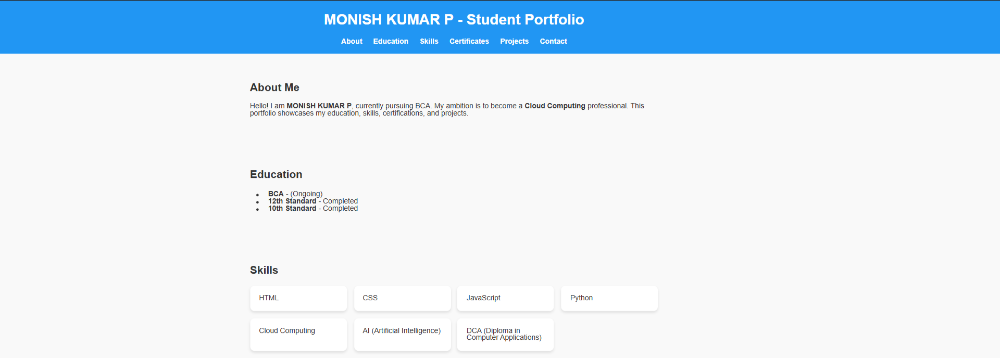 MONISH KUMAR P - Student Portfolio
About Education Skills Certificates Projects Contact
About Me
Hello! I am MONISH KUMAR P, currently pursuing BCA. My ambition is to become a Cloud Computing professional. This
portfolio showcases my education, skills, certifications, and projects.
Education
• BCA - (Ongoing)
• 12th Standard - Completed
• 10th Standard - Completed
Skills
HTML
CSS
JavaScript
Python
Cloud Computing
AI (Artificial Intelligence)
DCA (Diploma in
Computer Applications)